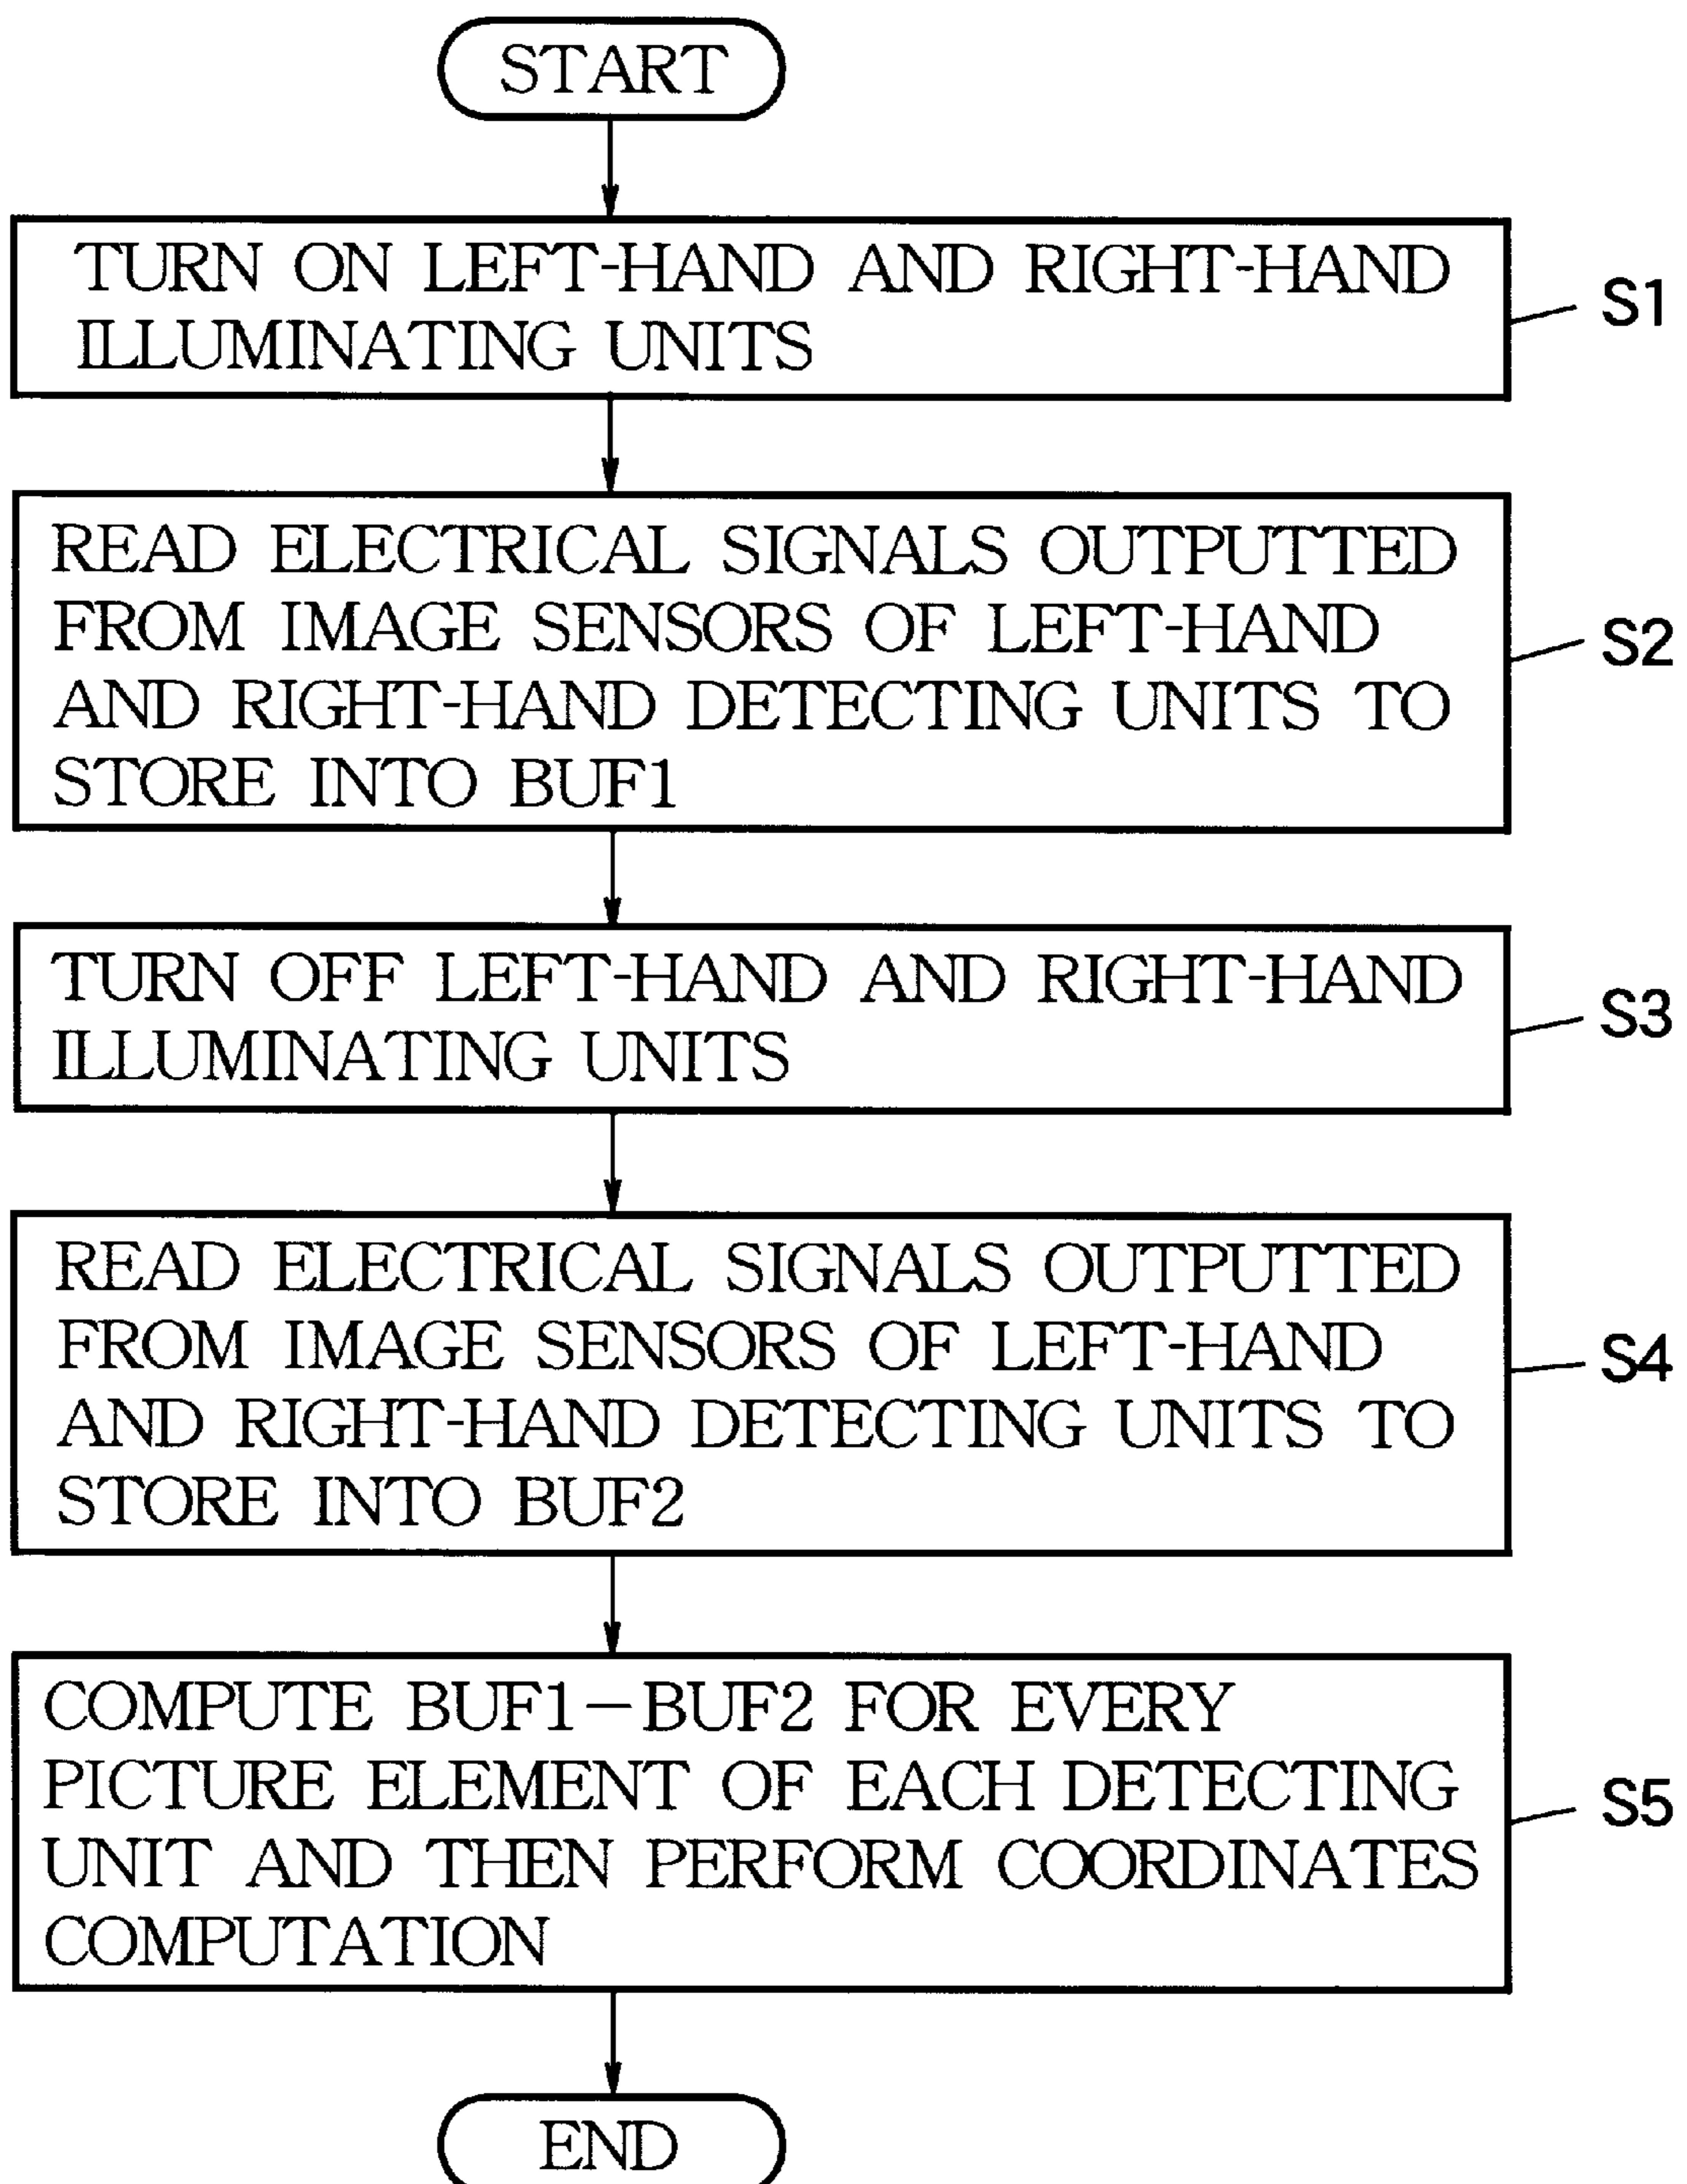 START
TURN ON LEFT-HAND AND RIGHT-HAND
ILLUMINATING UNITS
S1
READ ELECTRICAL SIGNALS OUTPUTTED
FROM IMAGE SENSORS OF LEFT-HAND
AND RIGHT-HAND DETECTING UNITS TO
STORE INTO BUF1
S2
TURN OFF LEFT-HAND AND RIGHT-HAND
ILLUMINATING UNITS
S3
READ ELECTRICAL SIGNALS OUTPUTTED
FROM IMAGE SENSORS OF LEFT-HAND
AND RIGHT-HAND DETECTING UNITS TO
STORE INTO BUF2
S4
COMPUTE BUF1−BUF2 FOR EVERY
PICTURE ELEMENT OF EACH DETECTING
UNIT AND THEN PERFORM COORDINATES
COMPUTATION
S5
END